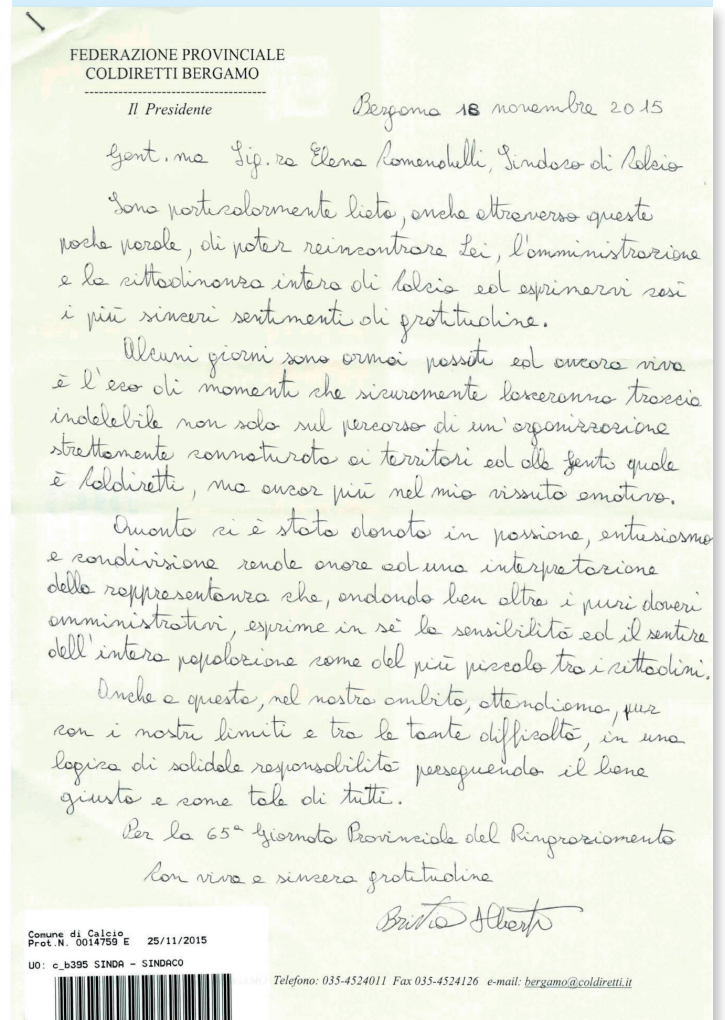 FEDERAZIONE PROVINCIALE
COLDIRETTI BERGAMO
--------------------------------------
Il Presidente
Bergamo 18 novembre 2015
Gent.ma Sig.ra Elena Comendulli, Sindaco di Calcio
Sono particolarmente lieto, anche attraverso queste
poche parole, di poter reincontrare Lei, l'amministrazione
e la cittadinanza intera di Calcio ed esprimervi così
i più sinceri sentimenti di gratitudine.
Alcuni giorni sono ormai passati ed ancora viva
è l'eco di momenti che sicuramente lasceranno traccia
indelebile non solo sul percorso di un'organizzazione
strettamente connaturata ai territori ed alla gente quale
è Coldiretti, ma ancor più nel mio vissuto emotivo.
Quanto ci è stato donato in passione, entusiasmo
e condivisione rende onore ad una interpretazione
della rappresentanza che, andando ben oltre i puri doveri
amministrativi, esprime in sé la sensibilità ed il sentire
dell'intera popolazione come del più piccolo tra i cittadini.
Anche a questo, nel nostro ambito, attendiamo, pur
con i nostri limiti e tra le tante difficoltà, in una
logica di solidale responsabilità perseguendo il bene
giusto e come tale di tutti.
Per la 65ª Giornata Provinciale del Ringraziamento
Con viva e sincera gratitudine
Brivio Alberto
Comune di Calcio
Prot.N. 0014759 E 25/11/2015
UO: c_b395 SINDA - SINDACO
Telefono: 035-4524011 Fax 035-4524126 e-mail: bergamo@coldiretti.it